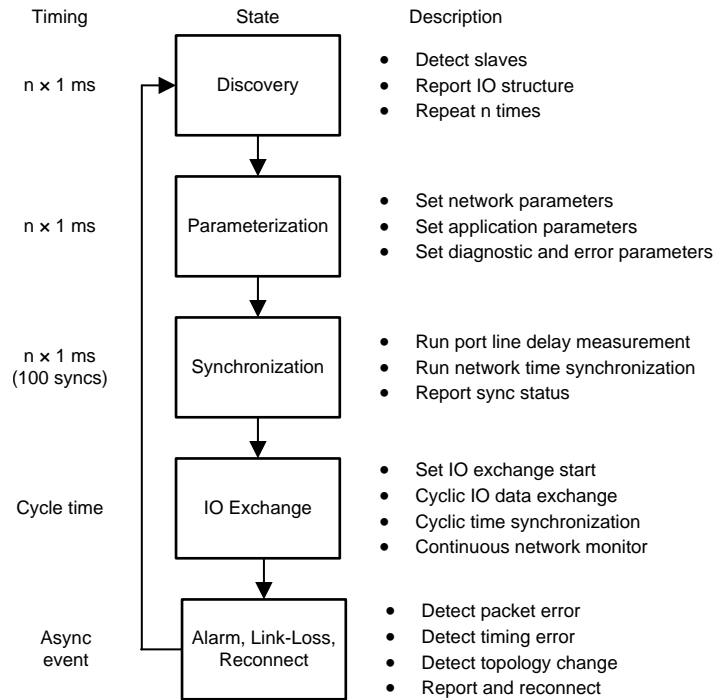 Timing State Description
n × 1 ms
Discovery
• Detect slaves
• Report IO structure
• Repeat n times
n × 1 ms
Parameterization
• Set network parameters
• Set application parameters
• Set diagnostic and error parameters
n × 1 ms
(100 syncs)
Synchronization
• Run port line delay measurement
• Run network time synchronization
• Report sync status
Cycle time
IO Exchange
• Set IO exchange start
• Cyclic IO data exchange
• Cyclic time synchronization
• Continuous network monitor
Async
event
Alarm, Link-Loss,
Reconnect
• Detect packet error
• Detect timing error
• Detect topology change
• Report and reconnect